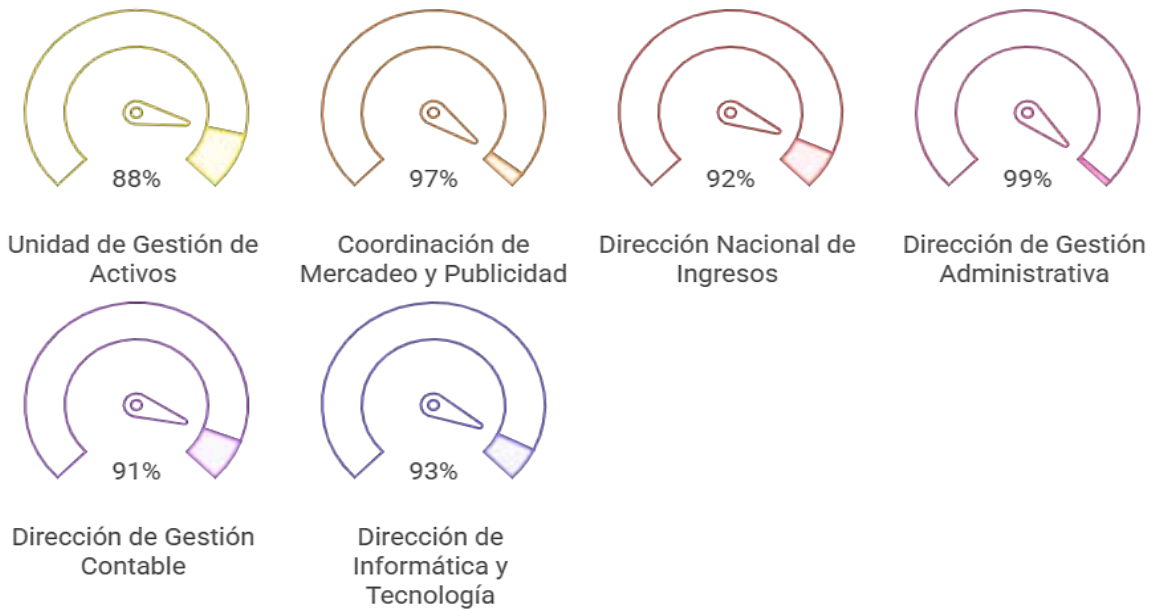 88%
97%
92%
99%
Unidad de Gestión de
Activos
Coordinación de
Mercadeo y Publicidad
Dirección Nacional de
Ingresos
Dirección de Gestión
Administrativa
91%
93%
Dirección de Gestión
Contable
Dirección de
Informática y
Tecnología